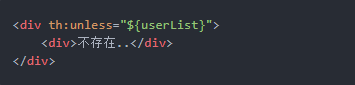 <div th:unless="${userList}">
    <div>不存在..</div>
</div>